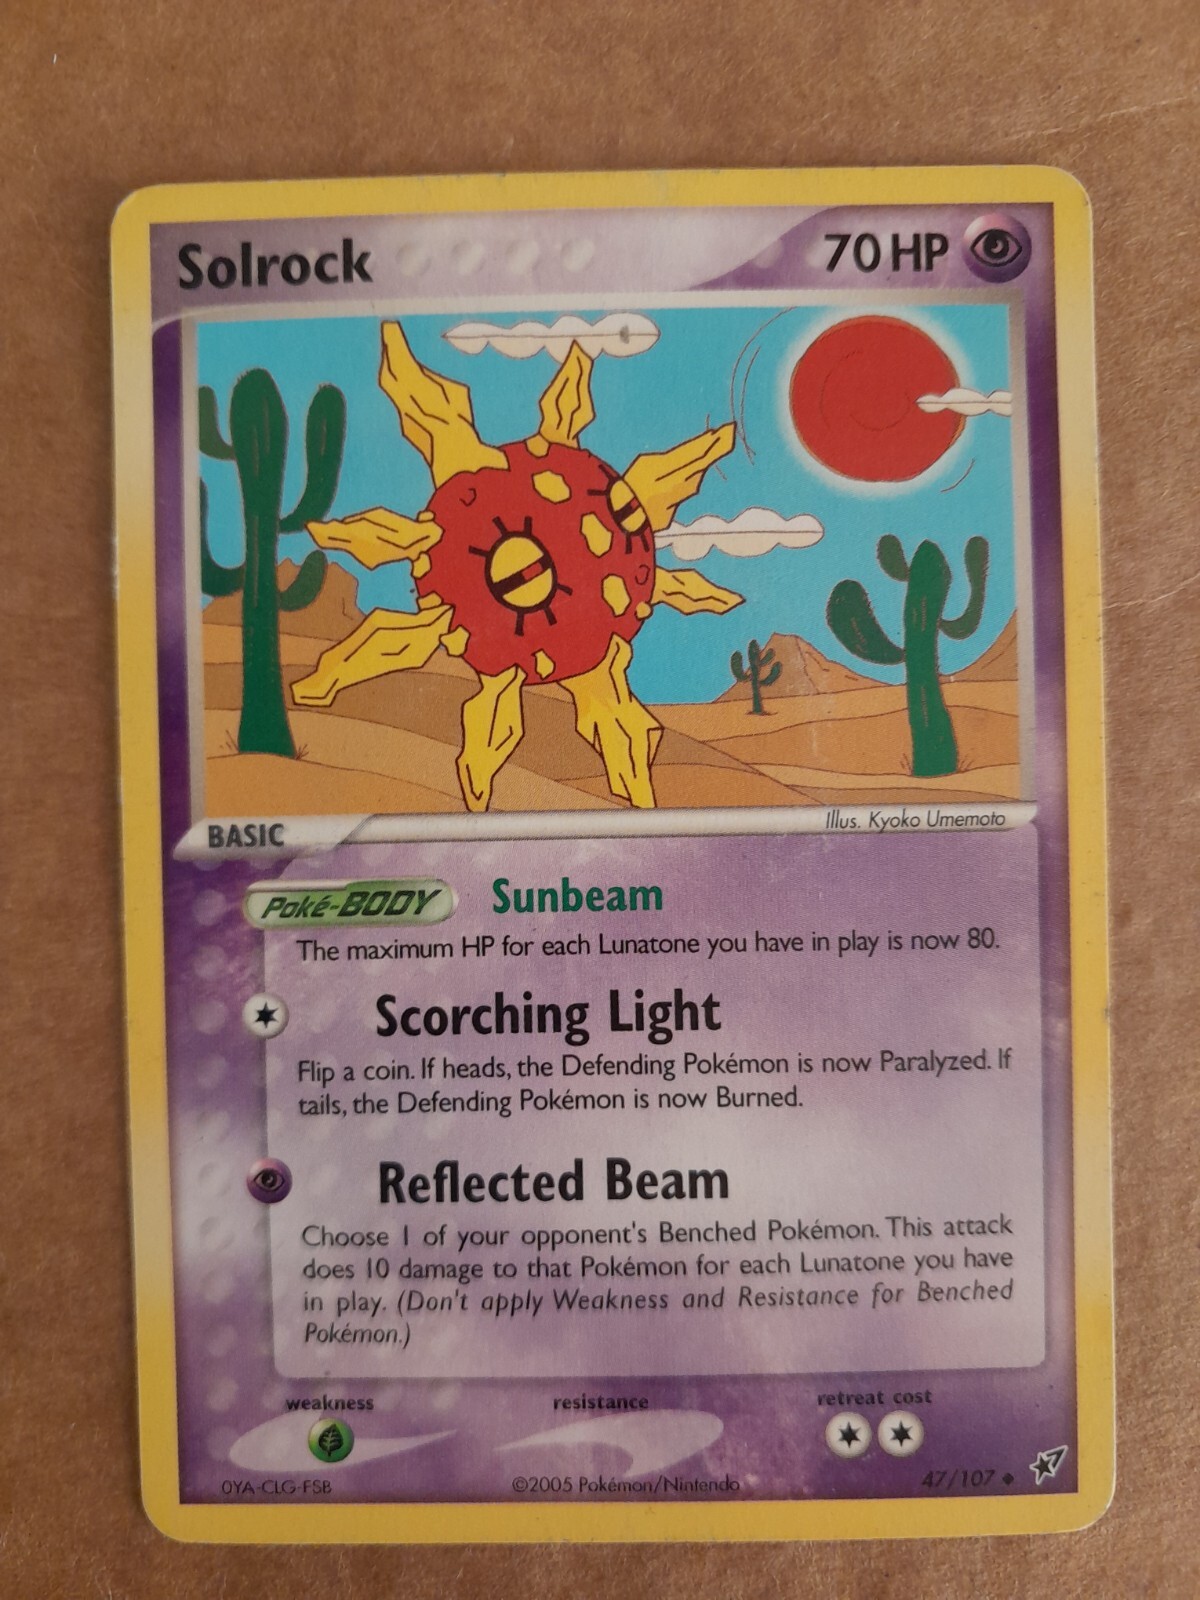 Solrock 70 HP
BASIC
Illus. Kyoko Umemoto
Poké-BODY Sunbeam
The maximum HP for each Lunatone you have in play is now 80.
Scorching Light
Flip a coin. If heads, the Defending Pokémon is now Paralyzed. If
tails, the Defending Pokémon is now Burned.
Reflected Beam
Choose 1 of your opponent's Benched Pokémon. This attack
does 10 damage to that Pokémon for each Lunatone you have
in play. (Don't apply Weakness and Resistance for Benched
Pokémon.)
weakness resistance retreat cost
0YA-CLG-FSB ©2005 Pokémon/Nintendo 47/107